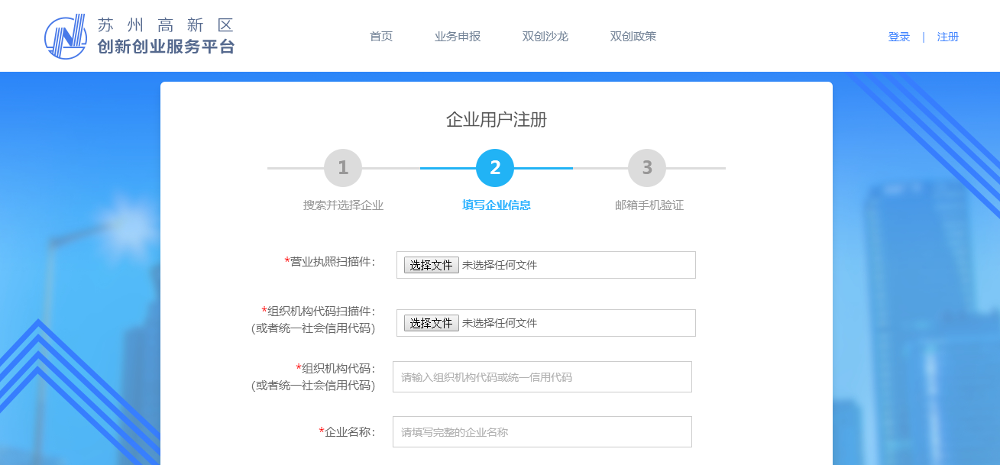 苏州高新区
创新创业服务平台
首页 业务申报 双创沙龙 双创政策
登录 | 注册
企业用户注册
1 2 3
搜索并选择企业 填写企业信息 邮箱手机验证
*营业执照扫描件: 选择文件 未选择任何文件
*组织机构代码扫描件:
(或者统一社会信用代码) 选择文件 未选择任何文件
*组织机构代码:
(或者统一社会信用代码) 请输入组织机构代码或统一信用代码
*企业名称: 请填写完整的企业名称